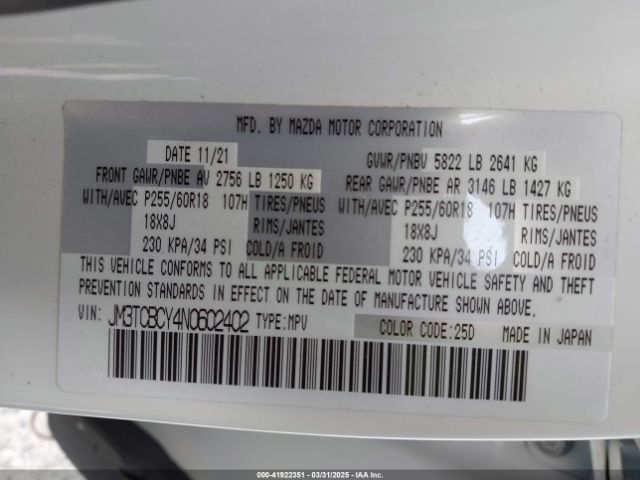 MFD. BY MAZDA MOTOR CORPORATION
DATE 11/21 GVWR/PNBV 5822 LB 2641 KG
FRONT GAWR/PNBE AV 2756 LB 1250 KG REAR GAWR/PNBE AR 3146 LB 1427 KG
WITH/AVEC P255/60R18 107H TIRES/PNEUS WITH/AVEC P255/60R18 107H TIRES/PNEUS
18X8J RIMS/JANTES 18X8J RIMS/JANTES
230 KPA/34 PSI COLD/A FROID 230 KPA/34 PSI COLD/A FROID
THIS VEHICLE CONFORMS TO ALL APPLICABLE FEDERAL MOTOR VEHICLE SAFETY AND THEFT
PREVENTION STANDARDS IN EFFECT ON THE DATE OF MANUFACTURE SHOWN ABOVE.
VIN: JM3TCBCY4N0602402 TYPE:MPV COLOR CODE:25D MADE IN JAPAN
00-41922351 | 03/31/2025 - IAA Inc.